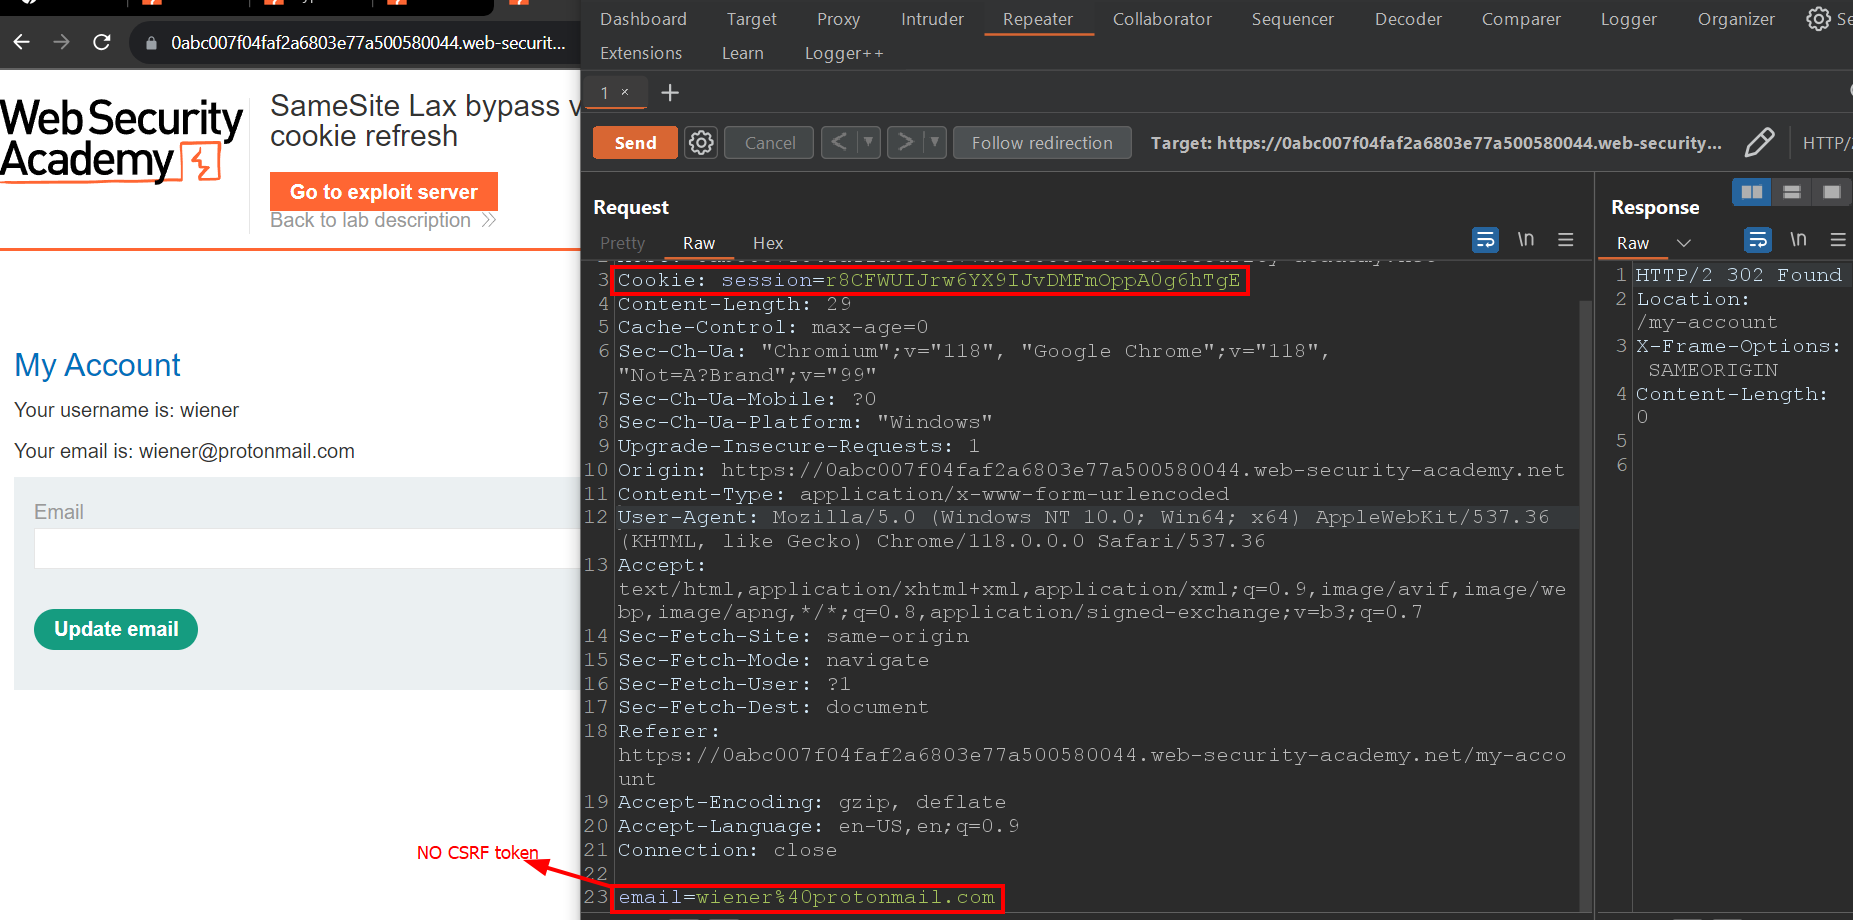 0abc007f04faf2a6803e77a500580044.web-securit...
Web Security
Academy
SameSite Lax bypass v
cookie refresh
Go to exploit server
Back to lab description
My Account
Your username is: wiener
Your email is: wiener@protonmail.com
Email
Update email
NO CSRF token
Dashboard Target Proxy Intruder Repeater Collaborator Sequencer Decoder Comparer Logger Organizer Se
Extensions Learn Logger++
1 × +
Send Cancel < > Follow redirection Target: https://0abc007f04faf2a6803e77a500580044.web-security... HTTP/
Request
Pretty Raw Hex \n
3 Cookie: session=r8CFWUIJrw6YX9IJvDMFmOppA0g6hTgE
4 Content-Length: 29
5 Cache-Control: max-age=0
6 Sec-Ch-Ua: "Chromium";v="118", "Google Chrome";v="118",
"Not=A?Brand";v="99"
7 Sec-Ch-Ua-Mobile: ?0
8 Sec-Ch-Ua-Platform: "Windows"
9 Upgrade-Insecure-Requests: 1
10 Origin: https://0abc007f04faf2a6803e77a500580044.web-security-academy.net
11 Content-Type: application/x-www-form-urlencoded
12 User-Agent: Mozilla/5.0 (Windows NT 10.0; Win64; x64) AppleWebKit/537.36
(KHTML, like Gecko) Chrome/118.0.0.0 Safari/537.36
13 Accept:
text/html,application/xhtml+xml,application/xml;q=0.9,image/avif,image/we
bp,image/apng,*/*;q=0.8,application/signed-exchange;v=b3;q=0.7
14 Sec-Fetch-Site: same-origin
15 Sec-Fetch-Mode: navigate
16 Sec-Fetch-User: ?1
17 Sec-Fetch-Dest: document
18 Referer:
https://0abc007f04faf2a6803e77a500580044.web-security-academy.net/my-acco
unt
19 Accept-Encoding: gzip, deflate
20 Accept-Language: en-US,en;q=0.9
21 Connection: close
22
23 email=wiener%40protonmail.com
Response
Raw \n
1 HTTP/2 302 Found
2 Location:
/my-account
3 X-Frame-Options:
SAMEORIGIN
4 Content-Length:
0
5
6